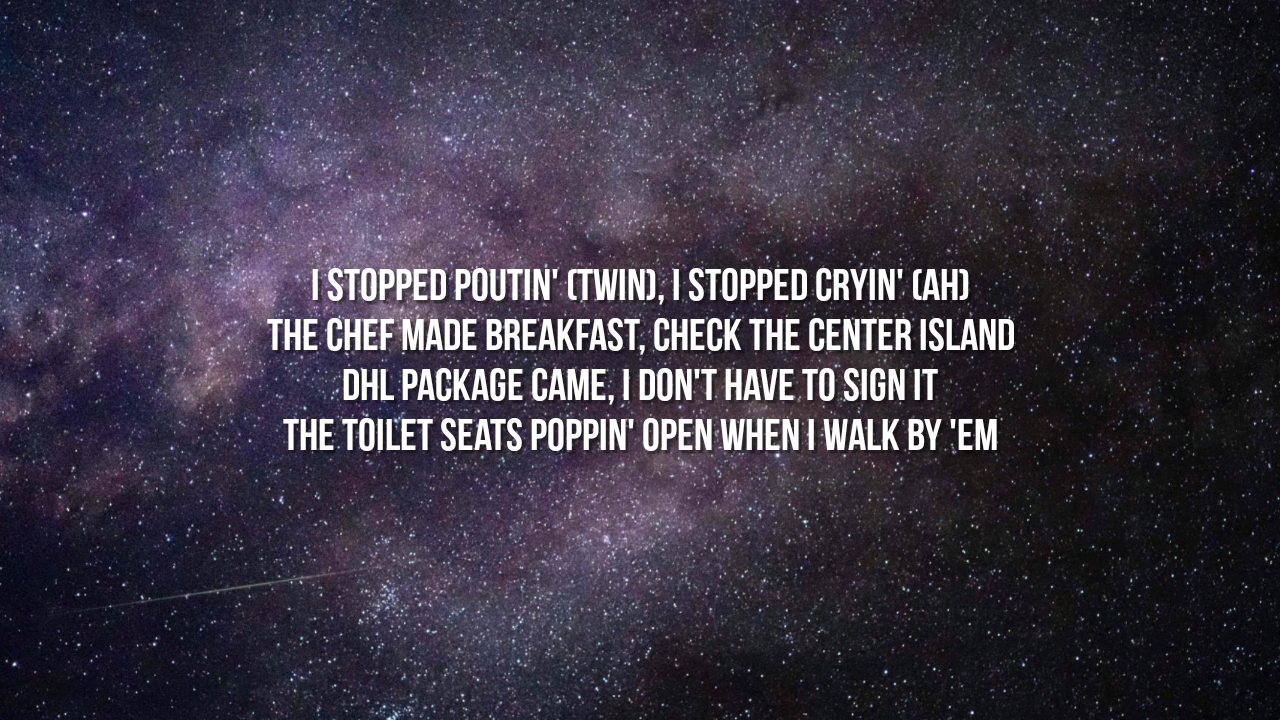 I STOPPED POUTIN' (TWIN), I STOPPED CRYIN' (AH)
THE CHEF MADE BREAKFAST, CHECK THE CENTER ISLAND
DHL PACKAGE CAME, I DON'T HAVE TO SIGN IT
THE TOILET SEATS POPPIN' OPEN WHEN I WALK BY 'EM